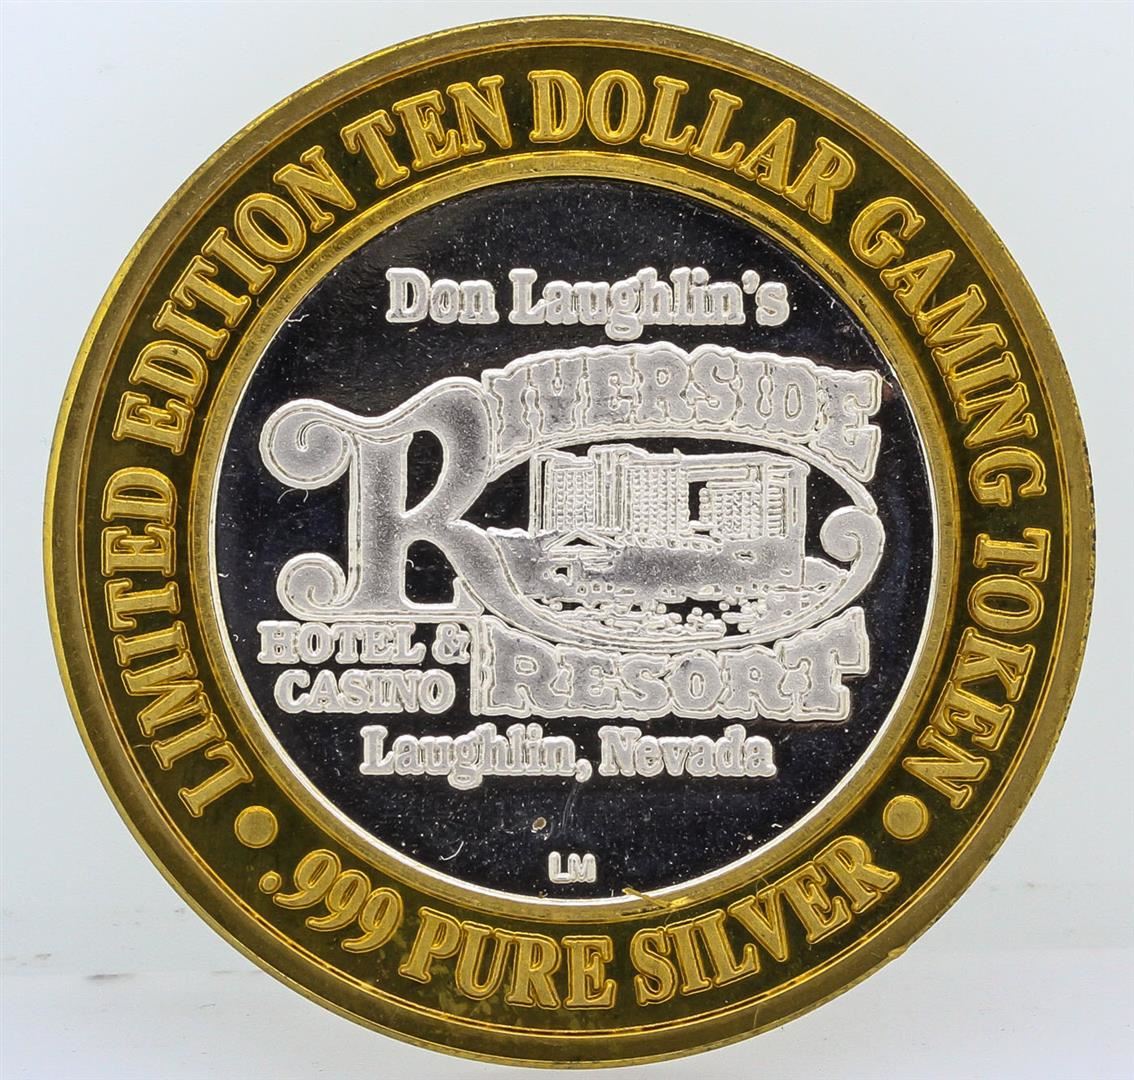 LIMITED EDITION TEN DOLLAR GAMING TOKEN
Don Laughlin's
RIVERSIDE
HOTEL &
CASINO
RESORT
Laughlin, Nevada
LM
• .999 PURE SILVER •